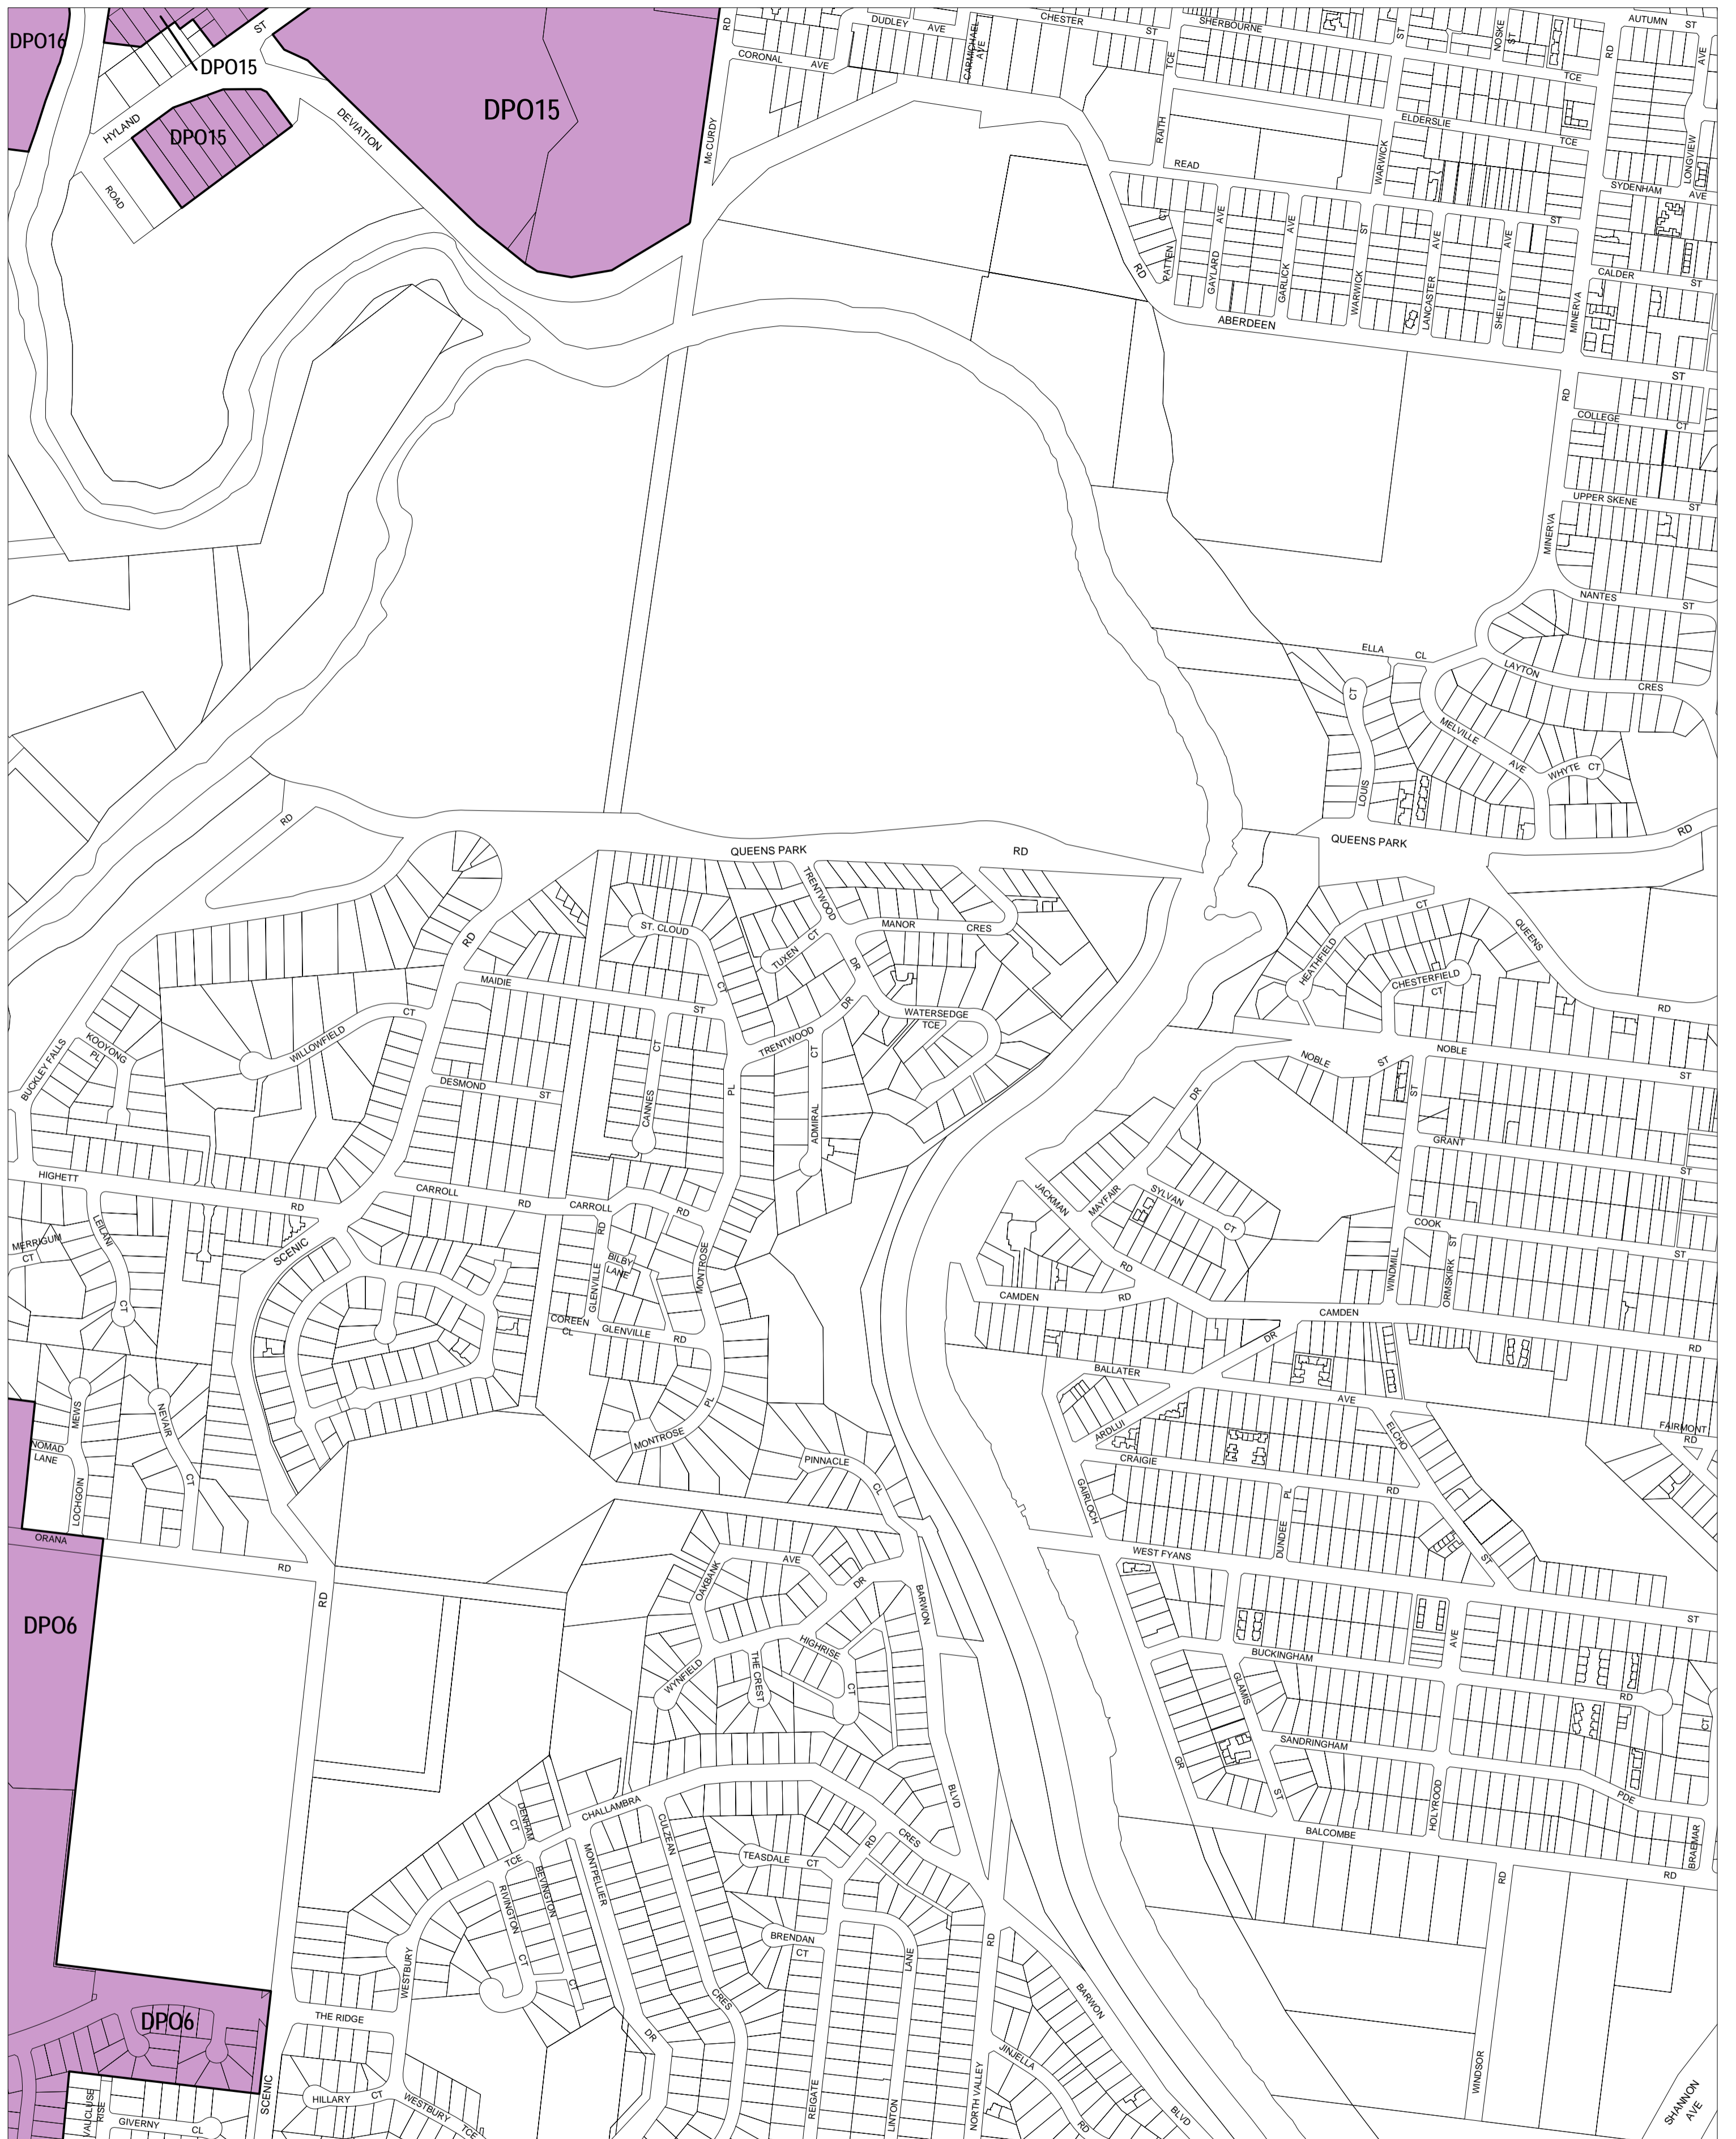 DPO16
ST
DPO15
DPO15
HYLAND
DPO15
ROAD
DEVIATION
RD
Mc CURDY
CORONAL AVE
DUDLEY AVE
CARMICHAEL AVE
CHESTER ST
TCE
SHERBOURNE
ST
NOSKE ST
AUTUMN ST
RD
AVE
TCE
ELDERSLIE
TCE
RAITH
READ
WARWICK
LONGVIEW
SYDENHAM
AVE
ST
CT
PATTEN
RD
AVE
GAYLARD
AVE
GARLICK
ST
WARWICK
AVE
LANCASTER
AVE
SHELLEY
MINERVA
CALDER
ST
ABERDEEN
ST
RD
COLLEGE
CT
UPPER SKENE
ST
MINERVA
NANTES
ST
ELLA CL
LAYTON
CRES
CT
MELVILLE
AVE
WHYTE CT
LOUIS
QUEENS PARK
RD
RD
QUEENS PARK
RD
TRENTWOOD
MANOR
CRES
ST. CLOUD
CT
TUXEN CT
DR
DR
RD
MAIDIE
ST
WATERSEDGE
TCE
TRENTWOOD
CT
WILLOWFIELD
KOOYONG
PL
BUCKLEY FALLS
DESMOND
ST
CT
CANNES
PL
CT
ADMIRAL
CT
HEATHFIELD
CHESTERFIELD
CT
QUEENS
RD
NOBLE
ST
NOBLE
ST
ST
DR
GRANT
ST
HIGHETT
RD
CARROLL
RD
CARROLL
RD
LEILANI
MERRIGUM
CT
CT
SCENIC
RD
BILBY
LANE
GLENVILLE
MONTROSE
COREEN
CL
GLENVILLE
RD
JACKMAN
MAYFAIR
SYLVAN
CT
RD
COOK
ST
WINDMILL
ORMSKIRK ST
CAMDEN
RD
CAMDEN
RD
DR
BALLATER
AVE
MEWS
NEVAIR
NOMAD
LANE
LOCHGOIN
CT
MONTROSE
PL
PINNACLE
CL
ARDLUI
ELCHO
FAIRMONT
RD
CRAIGIE
RD
GAIRLOCH
PL
DUNDEE
ST
ORANA
RD
RD
WEST FYANS
ST
DPO6
OAKBANK
AVE
DR
BARWON
HIGHRISE
CT
WYNFIELD
THE CREST
BUCKINGHAM
AVE
RD
GLAMIS
CT
SANDRINGHAM
PDE
GR
ST
HOLYROOD
BALCOMBE
RD
BRAEMAR
BLVD
CHALLAMBRA
CRES
DENHAM
CT
CULZEAN
RD
TEASDALE CT
TCE
BEVINGTON
RIVINGTON
MONTPELLIER
CT
CT
BRENDAN
CT
LANE
RD
RD
WESTBURY
CRES
DR
BARWON
DPO6
THE RIDGE
JINJELLA
RD
HILLARY CT
WESTBURY
TCE
SCENIC
VAUCLUSE
RISE
GIVERNY
CL
REIGATE
LINTON
NORTH VALLEY
BLVD
WINDSOR
SHANNON
AVE